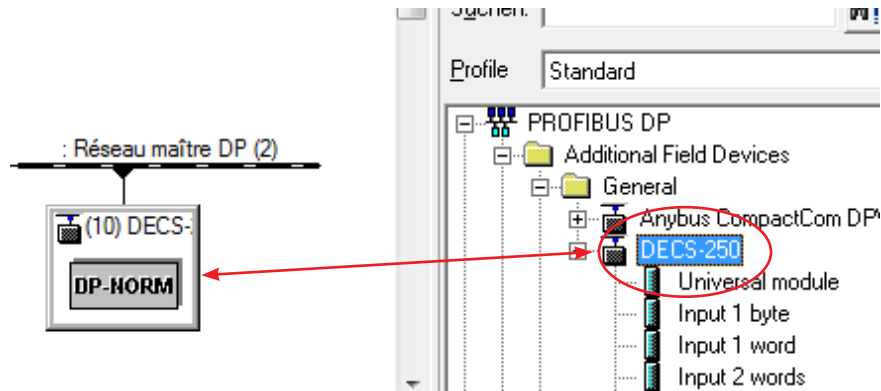 Suchen:
Profile Standard
PROFIBUS DP
: Réseau maître DP (2)
Additional Field Devices
General
(10) DECS-
Anybus CompactCom DP
DECS-250
DP-NORM
Universal module
Input 1 byte
Input 1 word
Input 2 words